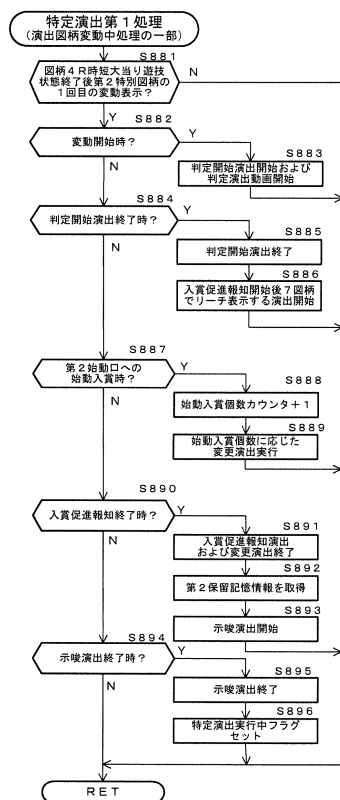 特定演出第1処理
(演出図柄変動中処理の一部)
S881
図柄4R時短大当り遊技
状態終了後第2特別図柄の
1回目の変動表示?
N
Y
S882
変動開始時?
Y
N
S883
判定開始演出開始および
判定演出動画開始
S884
判定開始演出終了時?
Y
N
S885
判定開始演出終了
S886
入賞促進報知開始後7図柄
でリーチ表示する演出開始
S887
第2始動口への
始動入賞時?
Y
N
S888
始動入賞個数カウンタ+1
S889
始動入賞個数に応じた
変更演出実行
S890
入賞促進報知終了時?
Y
N
S891
入賞促進報知演出
および変更演出終了
S892
第2保留記憶情報を取得
S893
示唆演出開始
S894
示唆演出終了時?
Y
N
S895
示唆演出終了
S896
特定演出実行中フラグ
セット
RET